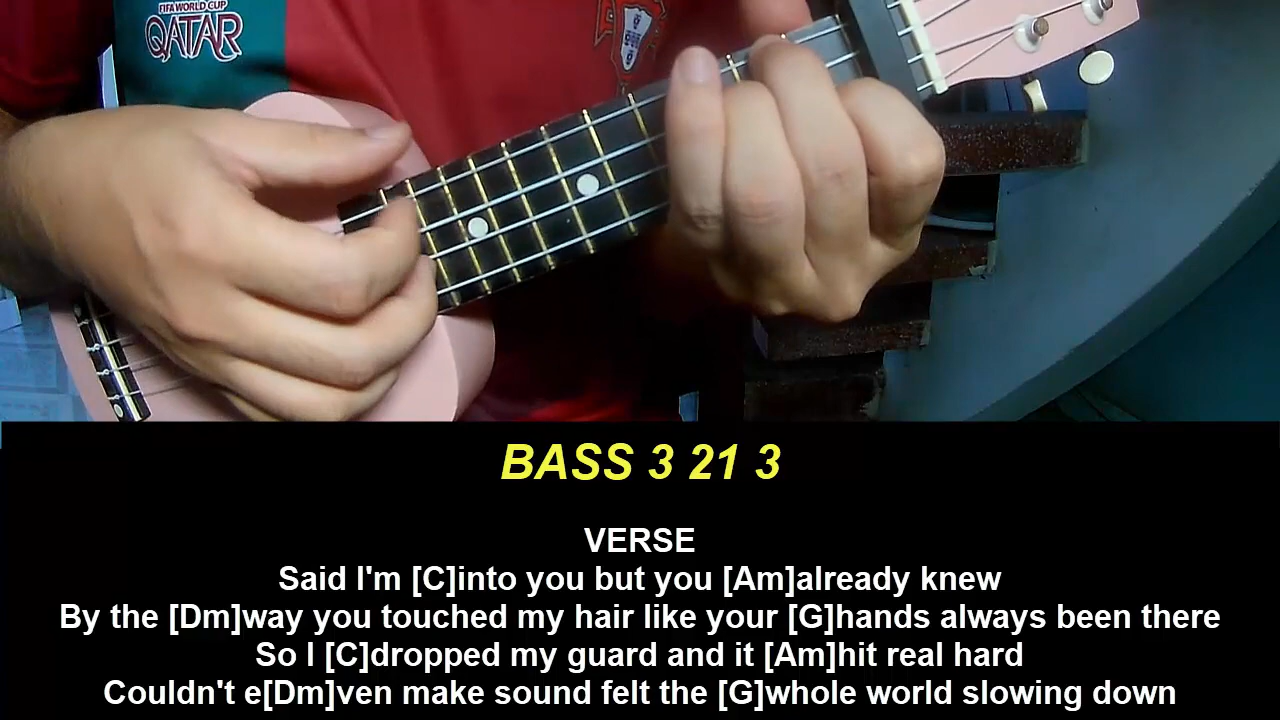 FIFA WORLD CUP
QATAR
BASS 3 21 3
VERSE
Said I'm [C]into you but you [Am]already knew
By the [Dm]way you touched my hair like your [G]hands always been there
So I [C]dropped my guard and it [Am]hit real hard
Couldn't e[Dm]ven make sound felt the [G]whole world slowing down